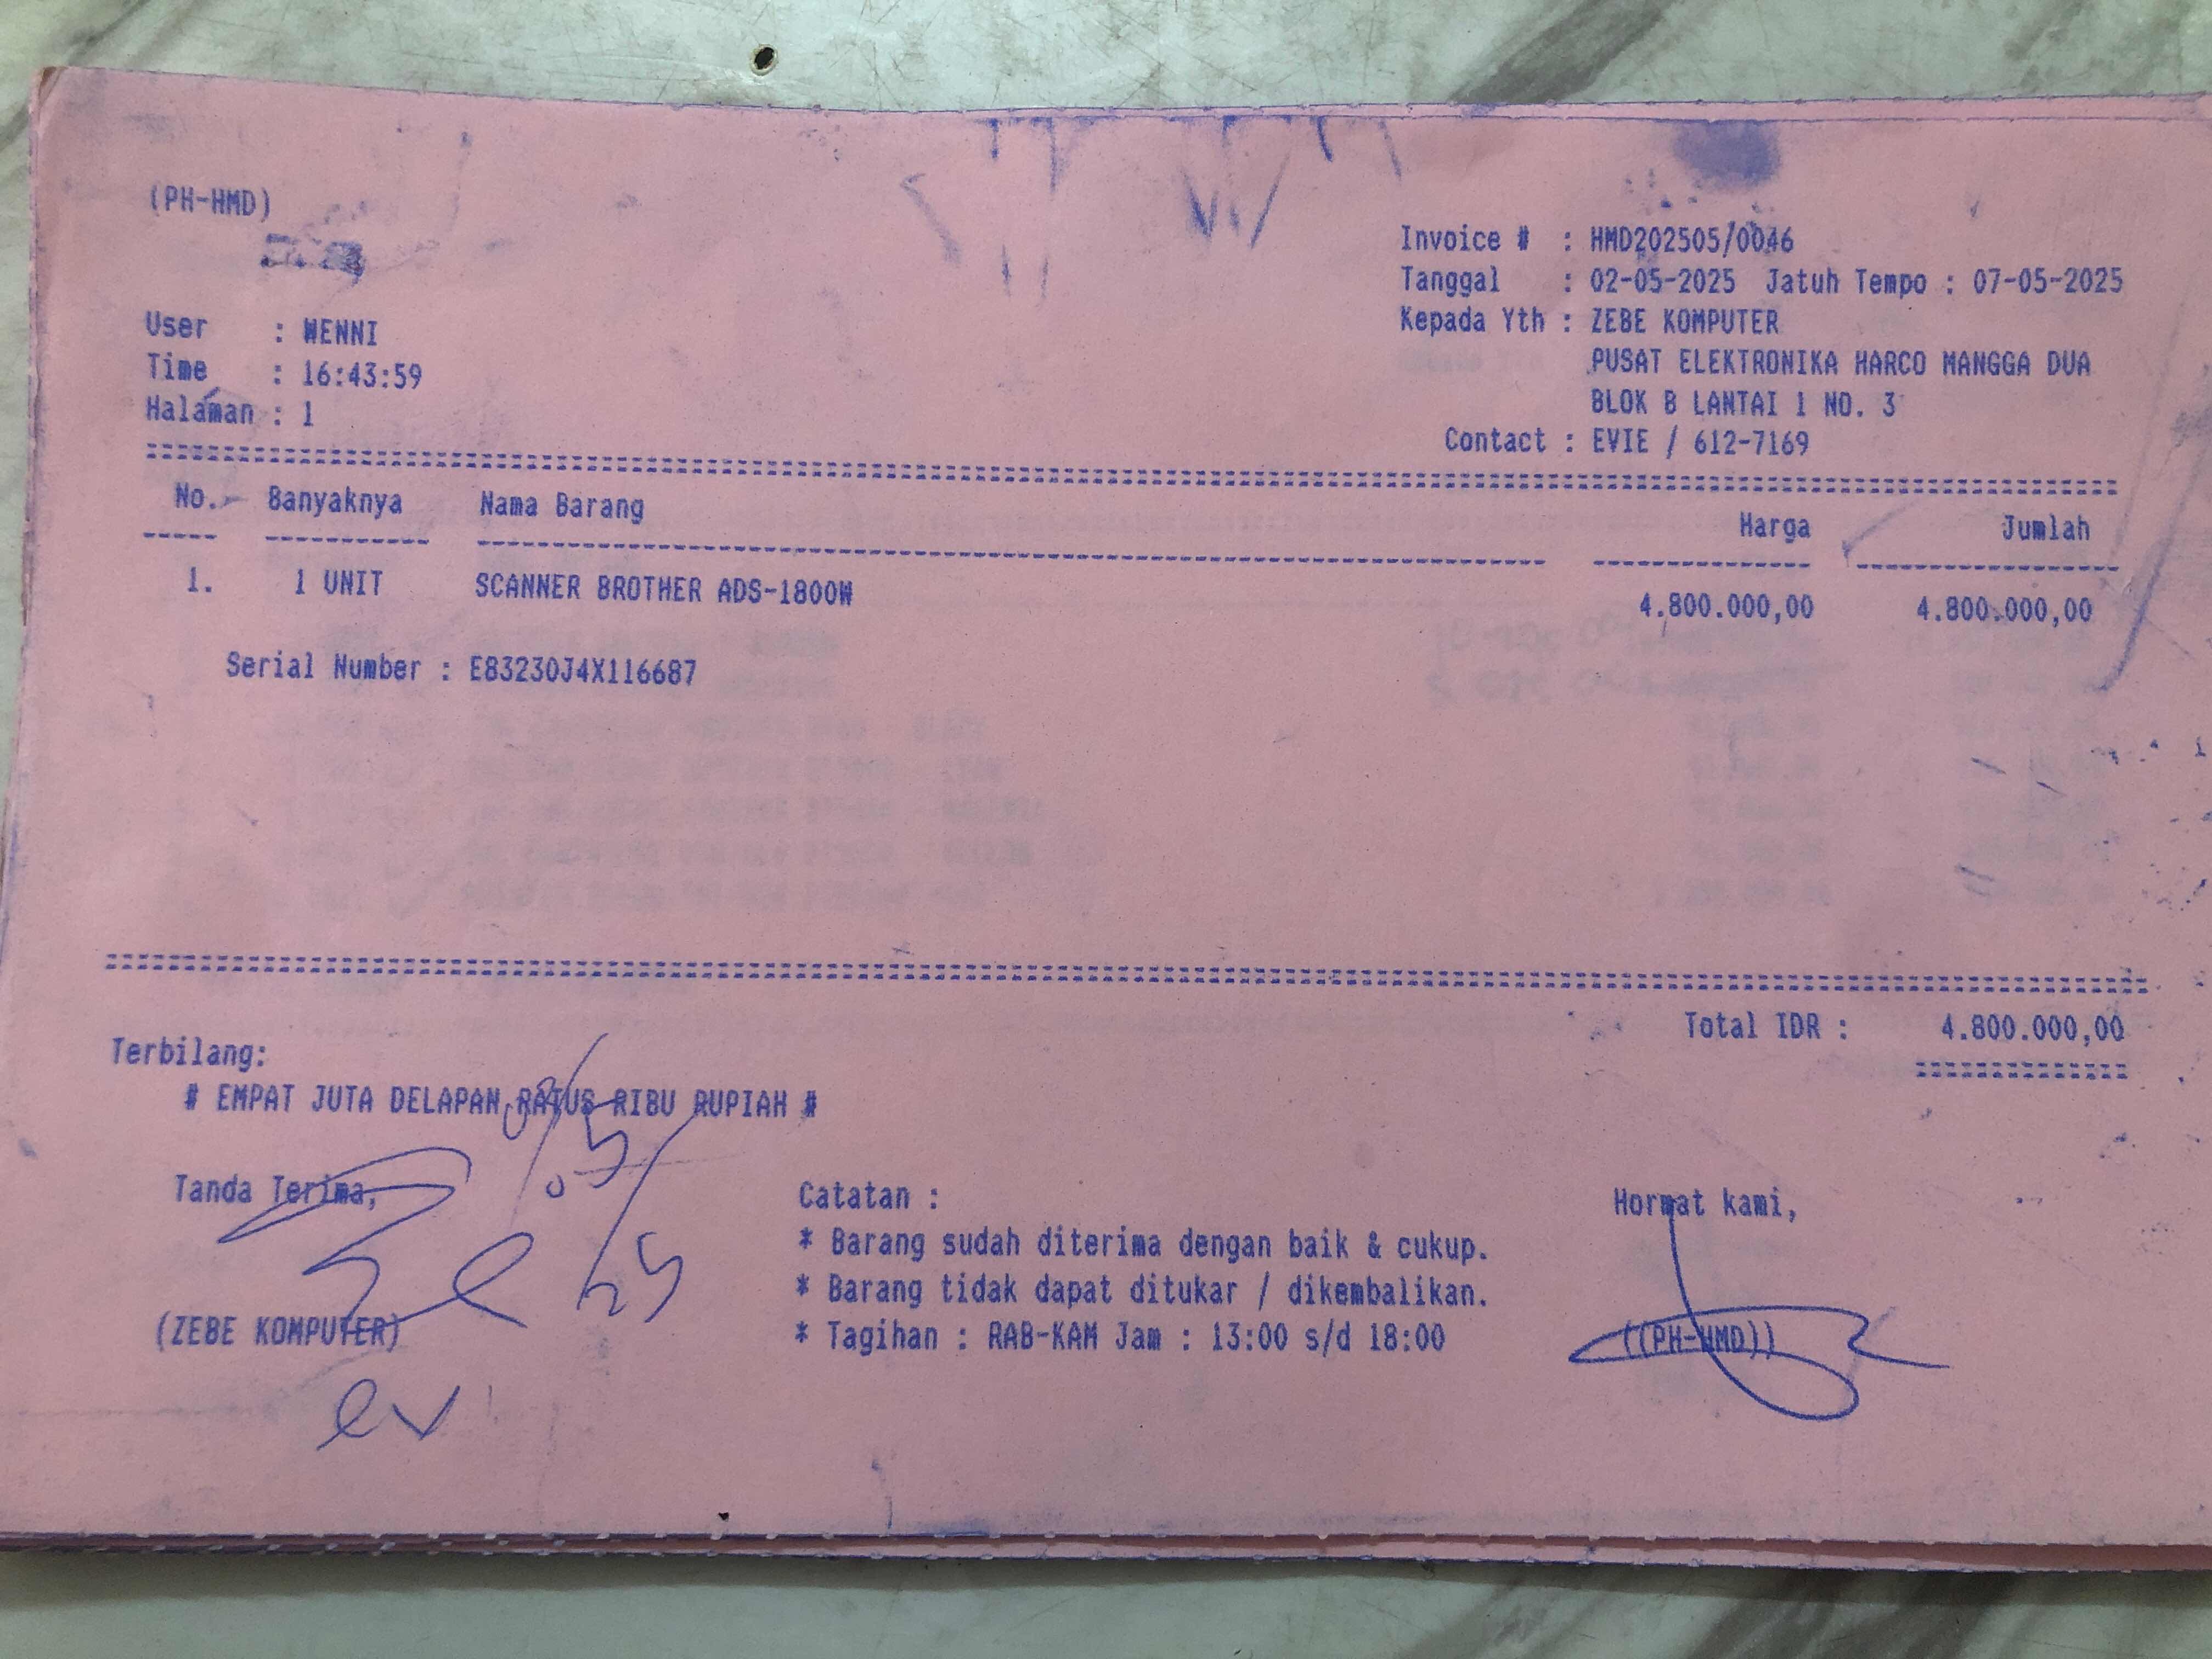 (PH-HMD)
Invoice # : HMD202505/0046
Tanggal : 02-05-2025 Jatuh Tempo : 07-05-2025
Kepada Yth : ZEBE KOMPUTER
PUSAT ELEKTRONIKA HARCO MANGGA DUA
BLOK B LANTAI 1 NO. 3
Contact : EVIE / 612-7169
User : WENNI
Time : 16:43:59
Halaman : 1
No. Banyaknya Nama Barang Harga Jumlah
1. 1 UNIT SCANNER BROTHER ADS-1800W 4.800.000,00 4.800.000,00
Serial Number : E83230J4X116687
Total IDR : 4.800.000,00
Terbilang:
# EMPAT JUTA DELAPAN RATUS RIBU RUPIAH #
Tanda Terima,
(ZEBE KOMPUTER)
evi
Catatan :
* Barang sudah diterima dengan baik & cukup.
* Barang tidak dapat ditukar / dikembalikan.
* Tagihan : RAB-KAM Jam : 13:00 s/d 18:00
Hormat kami,
((PH-HMD))